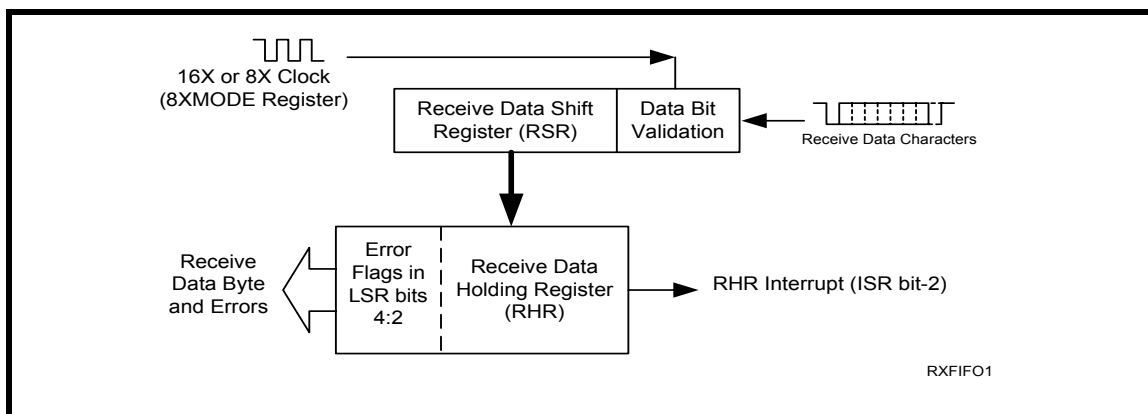 16X or 8X Clock
(8XMODE Register)
Receive Data Shift
Register (RSR)
Data Bit
Validation
Receive Data Characters
Receive
Data Byte
and Errors
Error
Flags in
LSR bits
4:2
Receive Data
Holding Register
(RHR)
RHR Interrupt (ISR bit-2)
RXFIFO1